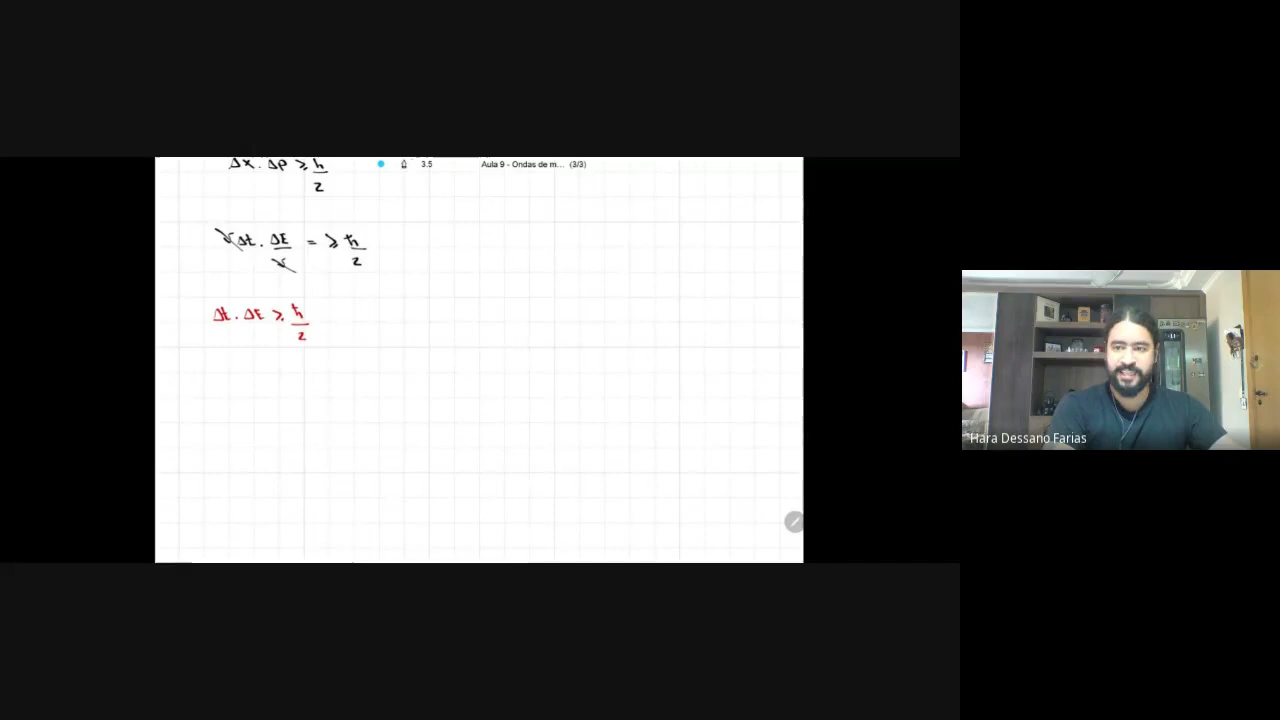 Δx . Δp ≥ ħ/2
3.5 Aula 9 - Ondas de m... (3/3)
vΔt . ΔE/v = ≥ ħ/2
Δt . ΔE ≥ ħ/2
Hara Dessano Farias